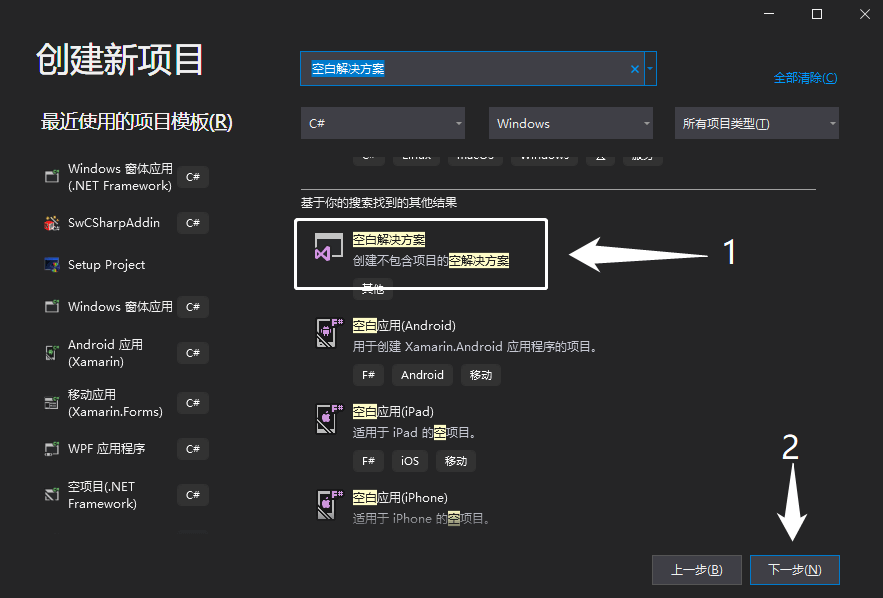 创建新项目
最近使用的项目模板(R)
Windows 窗体应用
(.NET Framework)
C#
SwCSharpAddin
C#
Setup Project
Windows 窗体应用
C#
Android 应用
(Xamarin)
C#
移动应用
(Xamarin.Forms)
C#
WPF 应用程序
C#
空项目(.NET
Framework)
C#
空白解决方案
全部清除(C)
C#
Windows
所有项目类型(T)
C#
Linux
macOS
Windows
云
服务
基于你的搜索找到的其他结果
空白解决方案
创建不包含项目的空解决方案
其他
1
空白应用(Android)
用于创建 Xamarin.Android 应用程序的项目。
F#
Android
移动
空白应用(iPad)
适用于 iPad 的空项目。
F#
iOS
移动
空白应用(iPhone)
适用于 iPhone 的空项目。
2
上一步(B)
下一步(N)